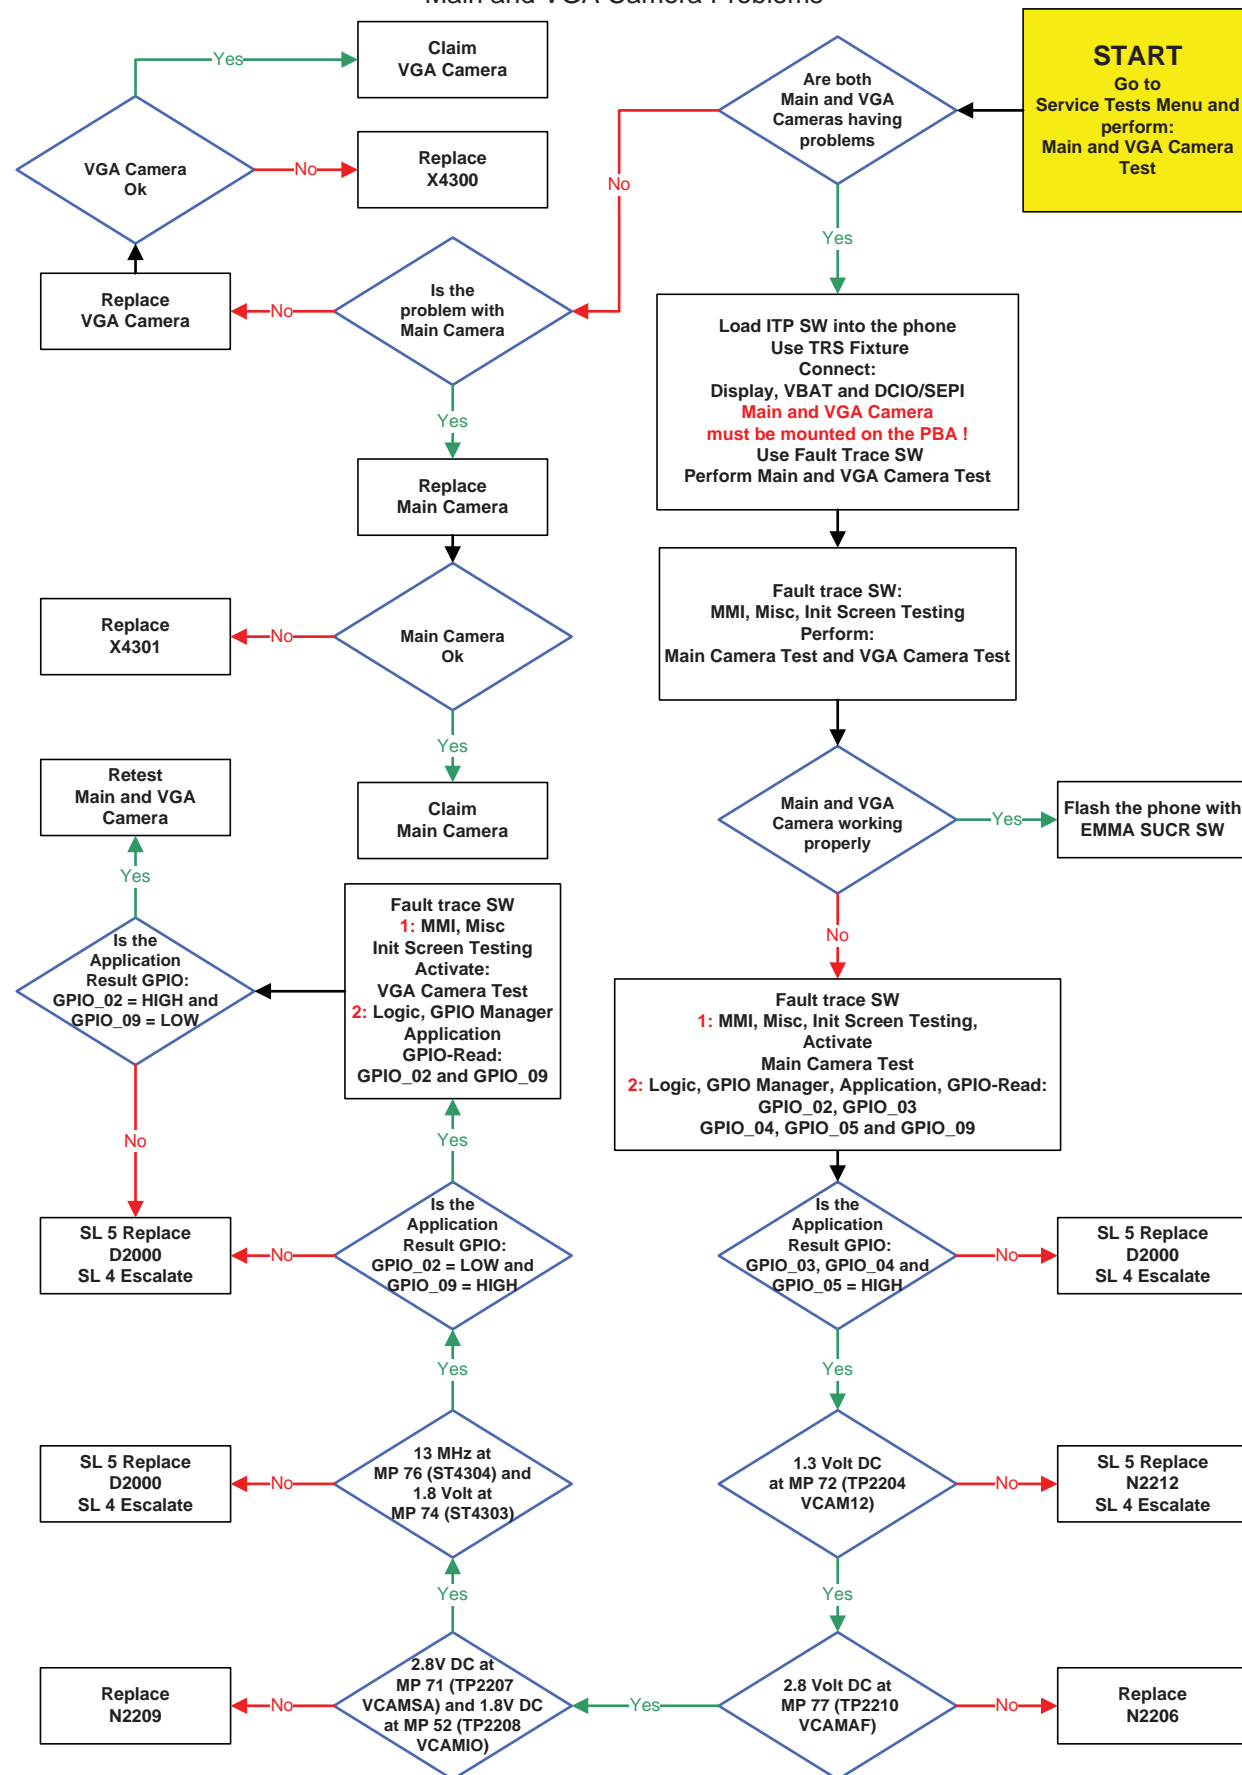 Main and VGA Camera Problems
START
Go to
Service Tests Menu and
perform:
Main and VGA Camera
Test
Are both
Main and VGA
Cameras having
problems
No
Yes
Claim
VGA Camera
Yes
VGA Camera
Ok
No
Replace
X4300
Replace
VGA Camera
No
Is the
problem with
Main Camera
Yes
Replace
Main Camera
Main Camera
Ok
No
Replace
X4301
Yes
Claim
Main Camera
Load ITP SW into the phone
Use TRS Fixture
Connect:
Display, VBAT and DCIO/SEPI
Main and VGA Camera
must be mounted on the PBA !
Use Fault Trace SW
Perform Main and VGA Camera Test
Fault trace SW:
MMI, Misc, Init Screen Testing
Perform:
Main Camera Test and VGA Camera Test
Main and VGA
Camera working
properly
Yes
Flash the phone with
EMMA SUCR SW
No
Fault trace SW
1: MMI, Misc, Init Screen Testing,
Activate
Main Camera Test
2: Logic, GPIO Manager, Application, GPIO-Read:
GPIO_02, GPIO_03
GPIO_04, GPIO_05 and GPIO_09
Is the
Application
Result GPIO:
GPIO_03, GPIO_04 and
GPIO_05 = HIGH
No
SL 5 Replace
D2000
SL 4 Escalate
Yes
1.3 Volt DC
at MP 72 (TP2204
VCAM12)
No
SL 5 Replace
N2212
SL 4 Escalate
Yes
2.8 Volt DC at
MP 77 (TP2210
VCAMAF)
No
Replace
N2206
Yes
2.8V DC at
MP 71 (TP2207
VCAMSA) and 1.8V DC
at MP 52 (TP2208
VCAMIO)
No
Replace
N2209
Yes
13 MHz at
MP 76 (ST4304) and
1.8 Volt at
MP 74 (ST4303)
No
SL 5 Replace
D2000
SL 4 Escalate
Yes
Is the
Application
Result GPIO:
GPIO_02 = LOW and
GPIO_09 = HIGH
No
SL 5 Replace
D2000
SL 4 Escalate
Yes
Fault trace SW
1: MMI, Misc
Init Screen Testing
Activate:
VGA Camera Test
2: Logic, GPIO Manager
Application
GPIO-Read:
GPIO_02 and GPIO_09
Is the
Application
Result GPIO:
GPIO_02 = HIGH and
GPIO_09 = LOW
No
Yes
Retest
Main and VGA
Camera